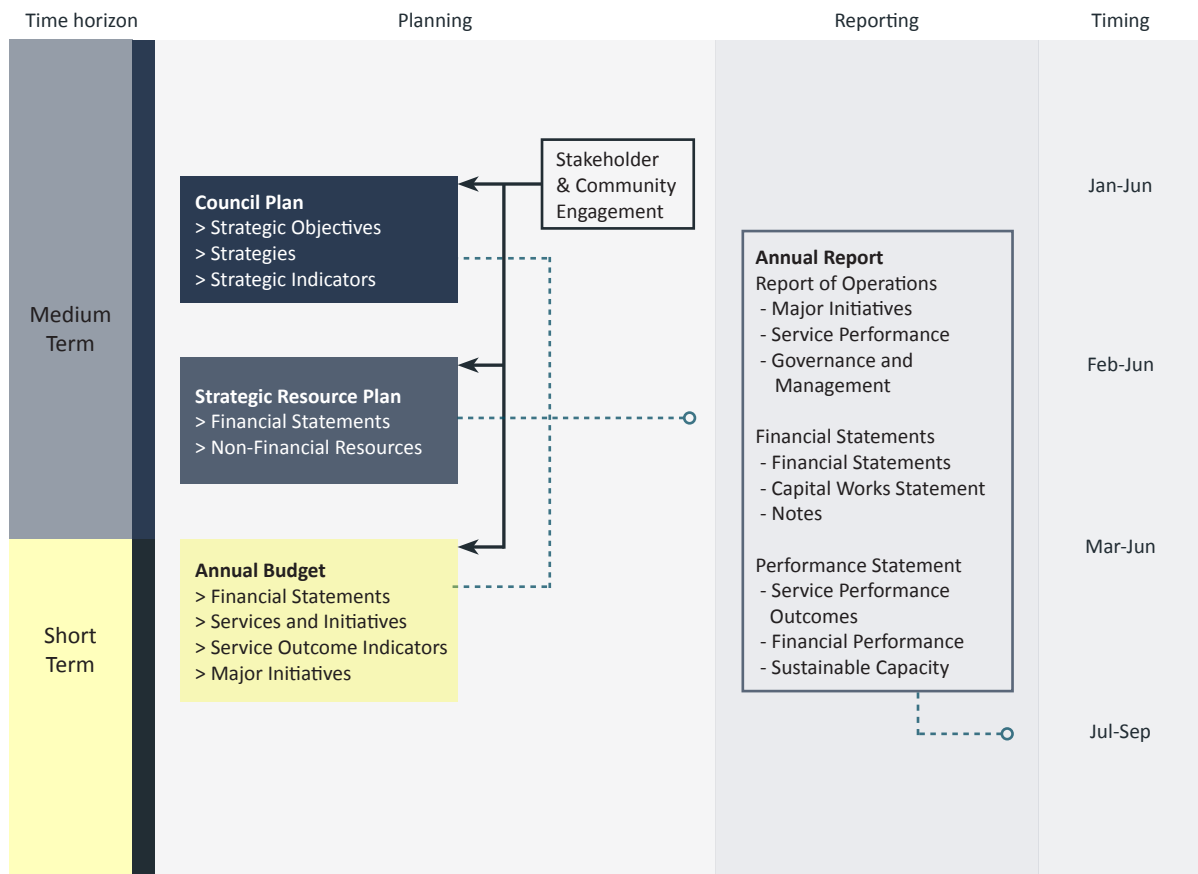 Time horizon
Planning
Reporting
Timing
Medium
Term
Short
Term
Stakeholder
& Community
Engagement
Council Plan
> Strategic Objectives
> Strategies
> Strategic Indicators
Strategic Resource Plan
> Financial Statements
> Non-Financial Resources
Annual Budget
> Financial Statements
> Services and Initiatives
> Service Outcome Indicators
> Major Initiatives
Annual Report
Report of Operations
- Major Initiatives
- Service Performance
- Governance and
Management
Financial Statements
- Financial Statements
- Capital Works Statement
- Notes
Performance Statement
- Service Performance
Outcomes
- Financial Performance
- Sustainable Capacity
Jan-Jun
Feb-Jun
Mar-Jun
Jul-Sep